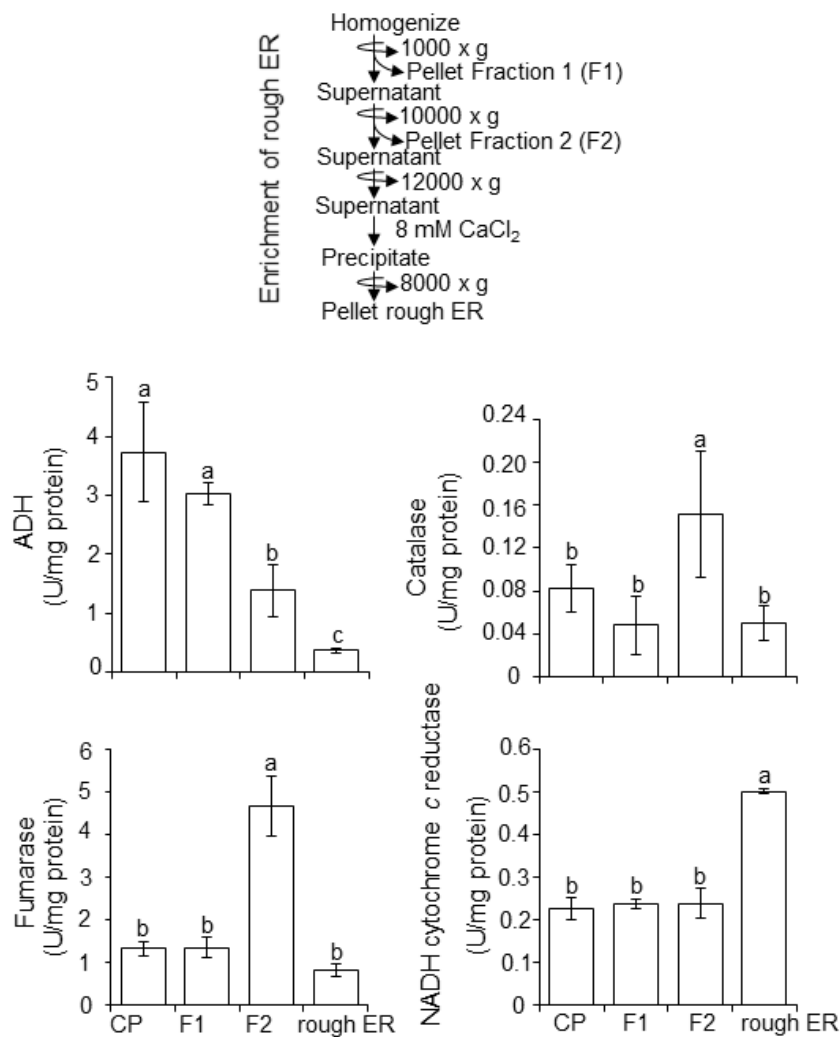 Enrichment of rough ER
Homogenize
1000 x g
Pellet Fraction 1 (F1)
Supernatant
10000 x g
Pellet Fraction 2 (F2)
Supernatant
12000 x g
Supernatant
8 mM CaCl₂
Precipitate
8000 x g
Pellet rough ER
ADH
(U/mg protein)
5
4
3
2
1
0
a
a
b
c
Catalase
(U/mg protein)
0.24
0.20
0.16
0.12
0.08
0.04
0
b
b
a
b
Fumarase
(U/mg protein)
6
5
4
3
2
1
0
b
b
a
b
CP F1 F2 rough ER
NADH cytochrome c reductase
(U/mg protein)
0.6
0.5
0.4
0.3
0.2
0.1
0
b
b
b
a
CP F1 F2 rough ER